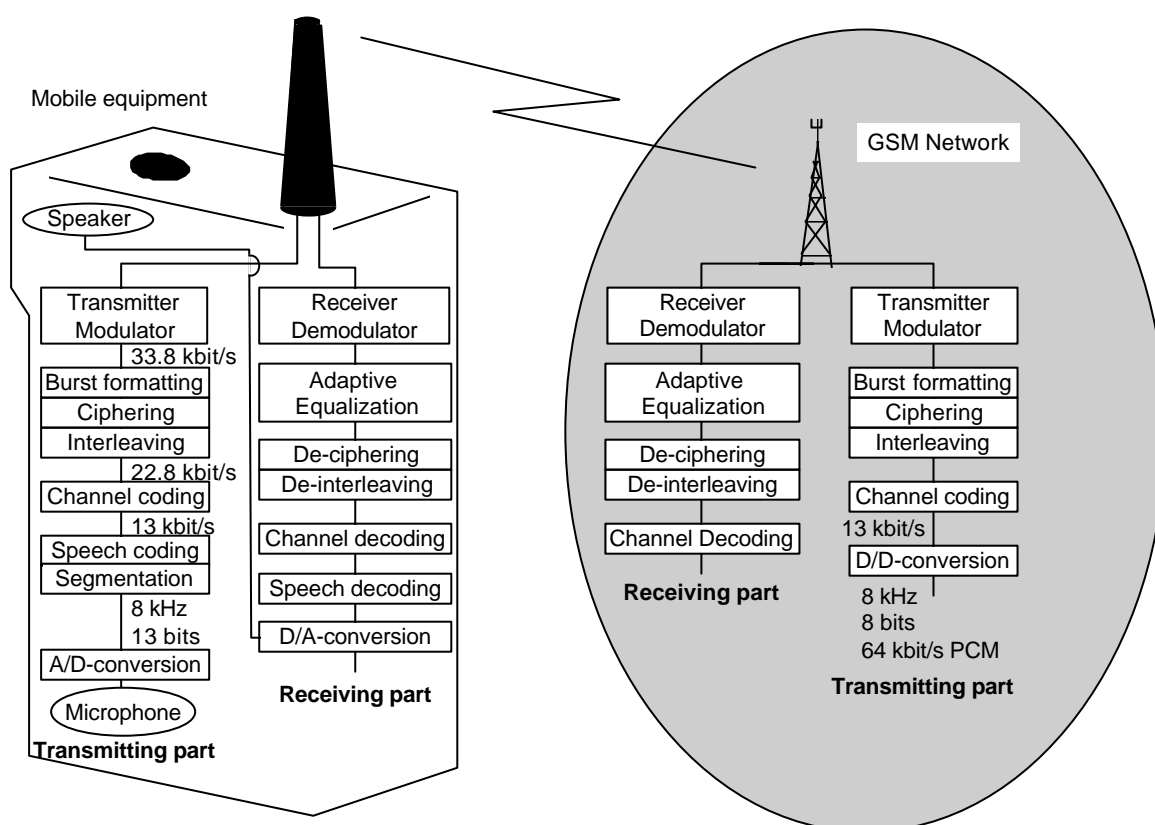 Mobile equipment
Speaker
Transmitter
Modulator
33.8 kbit/s
Burst formatting
Ciphering
Interleaving
22.8 kbit/s
Channel coding
13 kbit/s
Speech coding
Segmentation
8 kHz
13 bits
A/D-conversion
Microphone
Transmitting part
Receiver
Demodulator
Adaptive
Equalization
De-ciphering
De-interleaving
Channel decoding
Speech decoding
D/A-conversion
Receiving part
GSM Network
Receiver
Demodulator
Adaptive
Equalization
De-ciphering
De-interleaving
Channel Decoding
Receiving part
Transmitter
Modulator
Burst formatting
Ciphering
Interleaving
Channel coding
13 kbit/s
D/D-conversion
8 kHz
8 bits
64 kbit/s PCM
Transmitting part